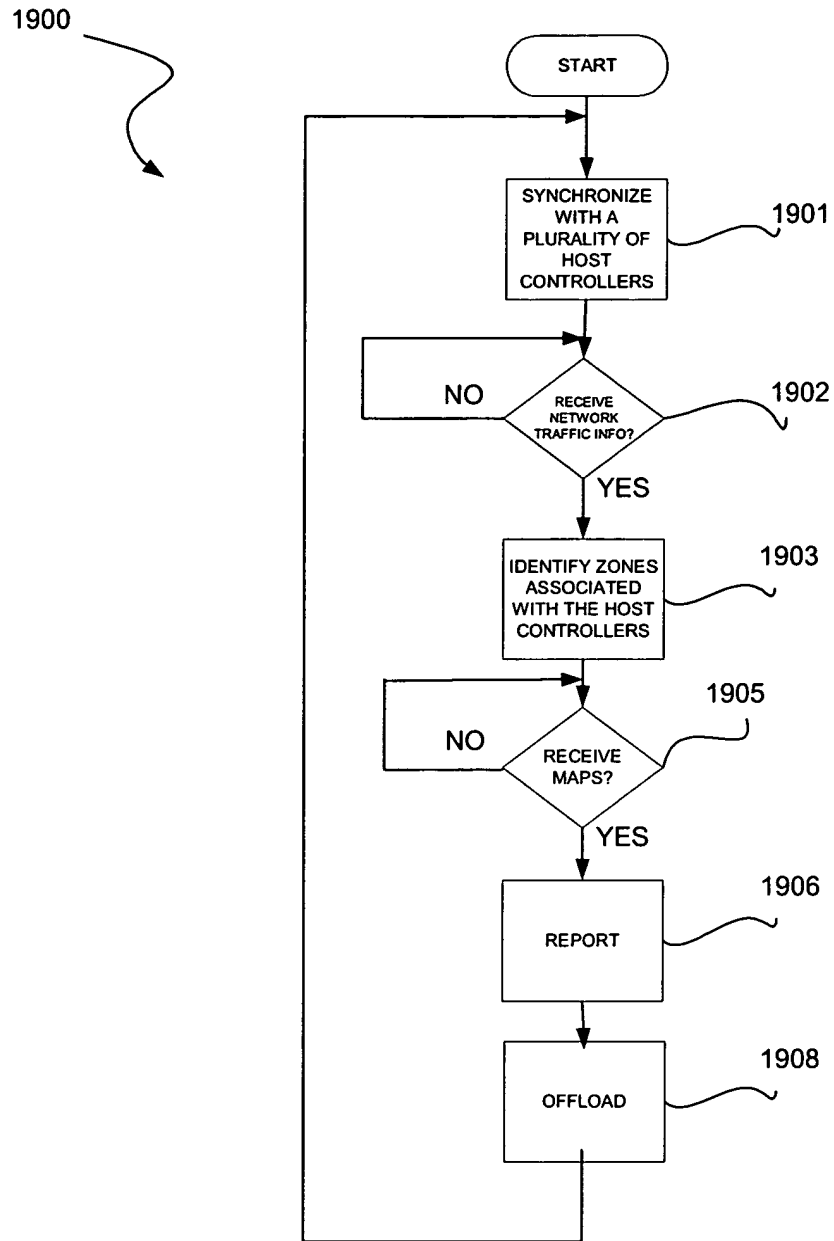 1900
START
SYNCHRONIZE
WITH A
PLURALITY OF
HOST
CONTROLLERS
1901
NO
RECEIVE
NETWORK
TRAFFIC INFO?
1902
YES
IDENTIFY ZONES
ASSOCIATED
WITH THE HOST
CONTROLLERS
1903
NO
RECEIVE
MAPS?
1905
YES
REPORT
1906
OFFLOAD
1908